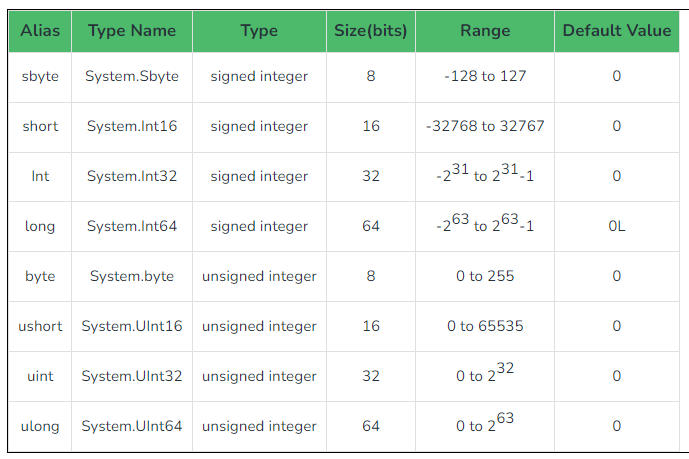 Alias Type Name Type Size(bits) Range Default Value
sbyte System.Sbyte signed integer 8 -128 to 127 0
short System.Int16 signed integer 16 -32768 to 32767 0
Int System.Int32 signed integer 32 -2^31 to 2^31-1 0
long System.Int64 signed integer 64 -2^63 to 2^63-1 0L
byte System.byte unsigned integer 8 0 to 255 0
ushort System.UInt16 unsigned integer 16 0 to 65535 0
uint System.UInt32 unsigned integer 32 0 to 2^32 0
ulong System.UInt64 unsigned integer 64 0 to 2^63 0